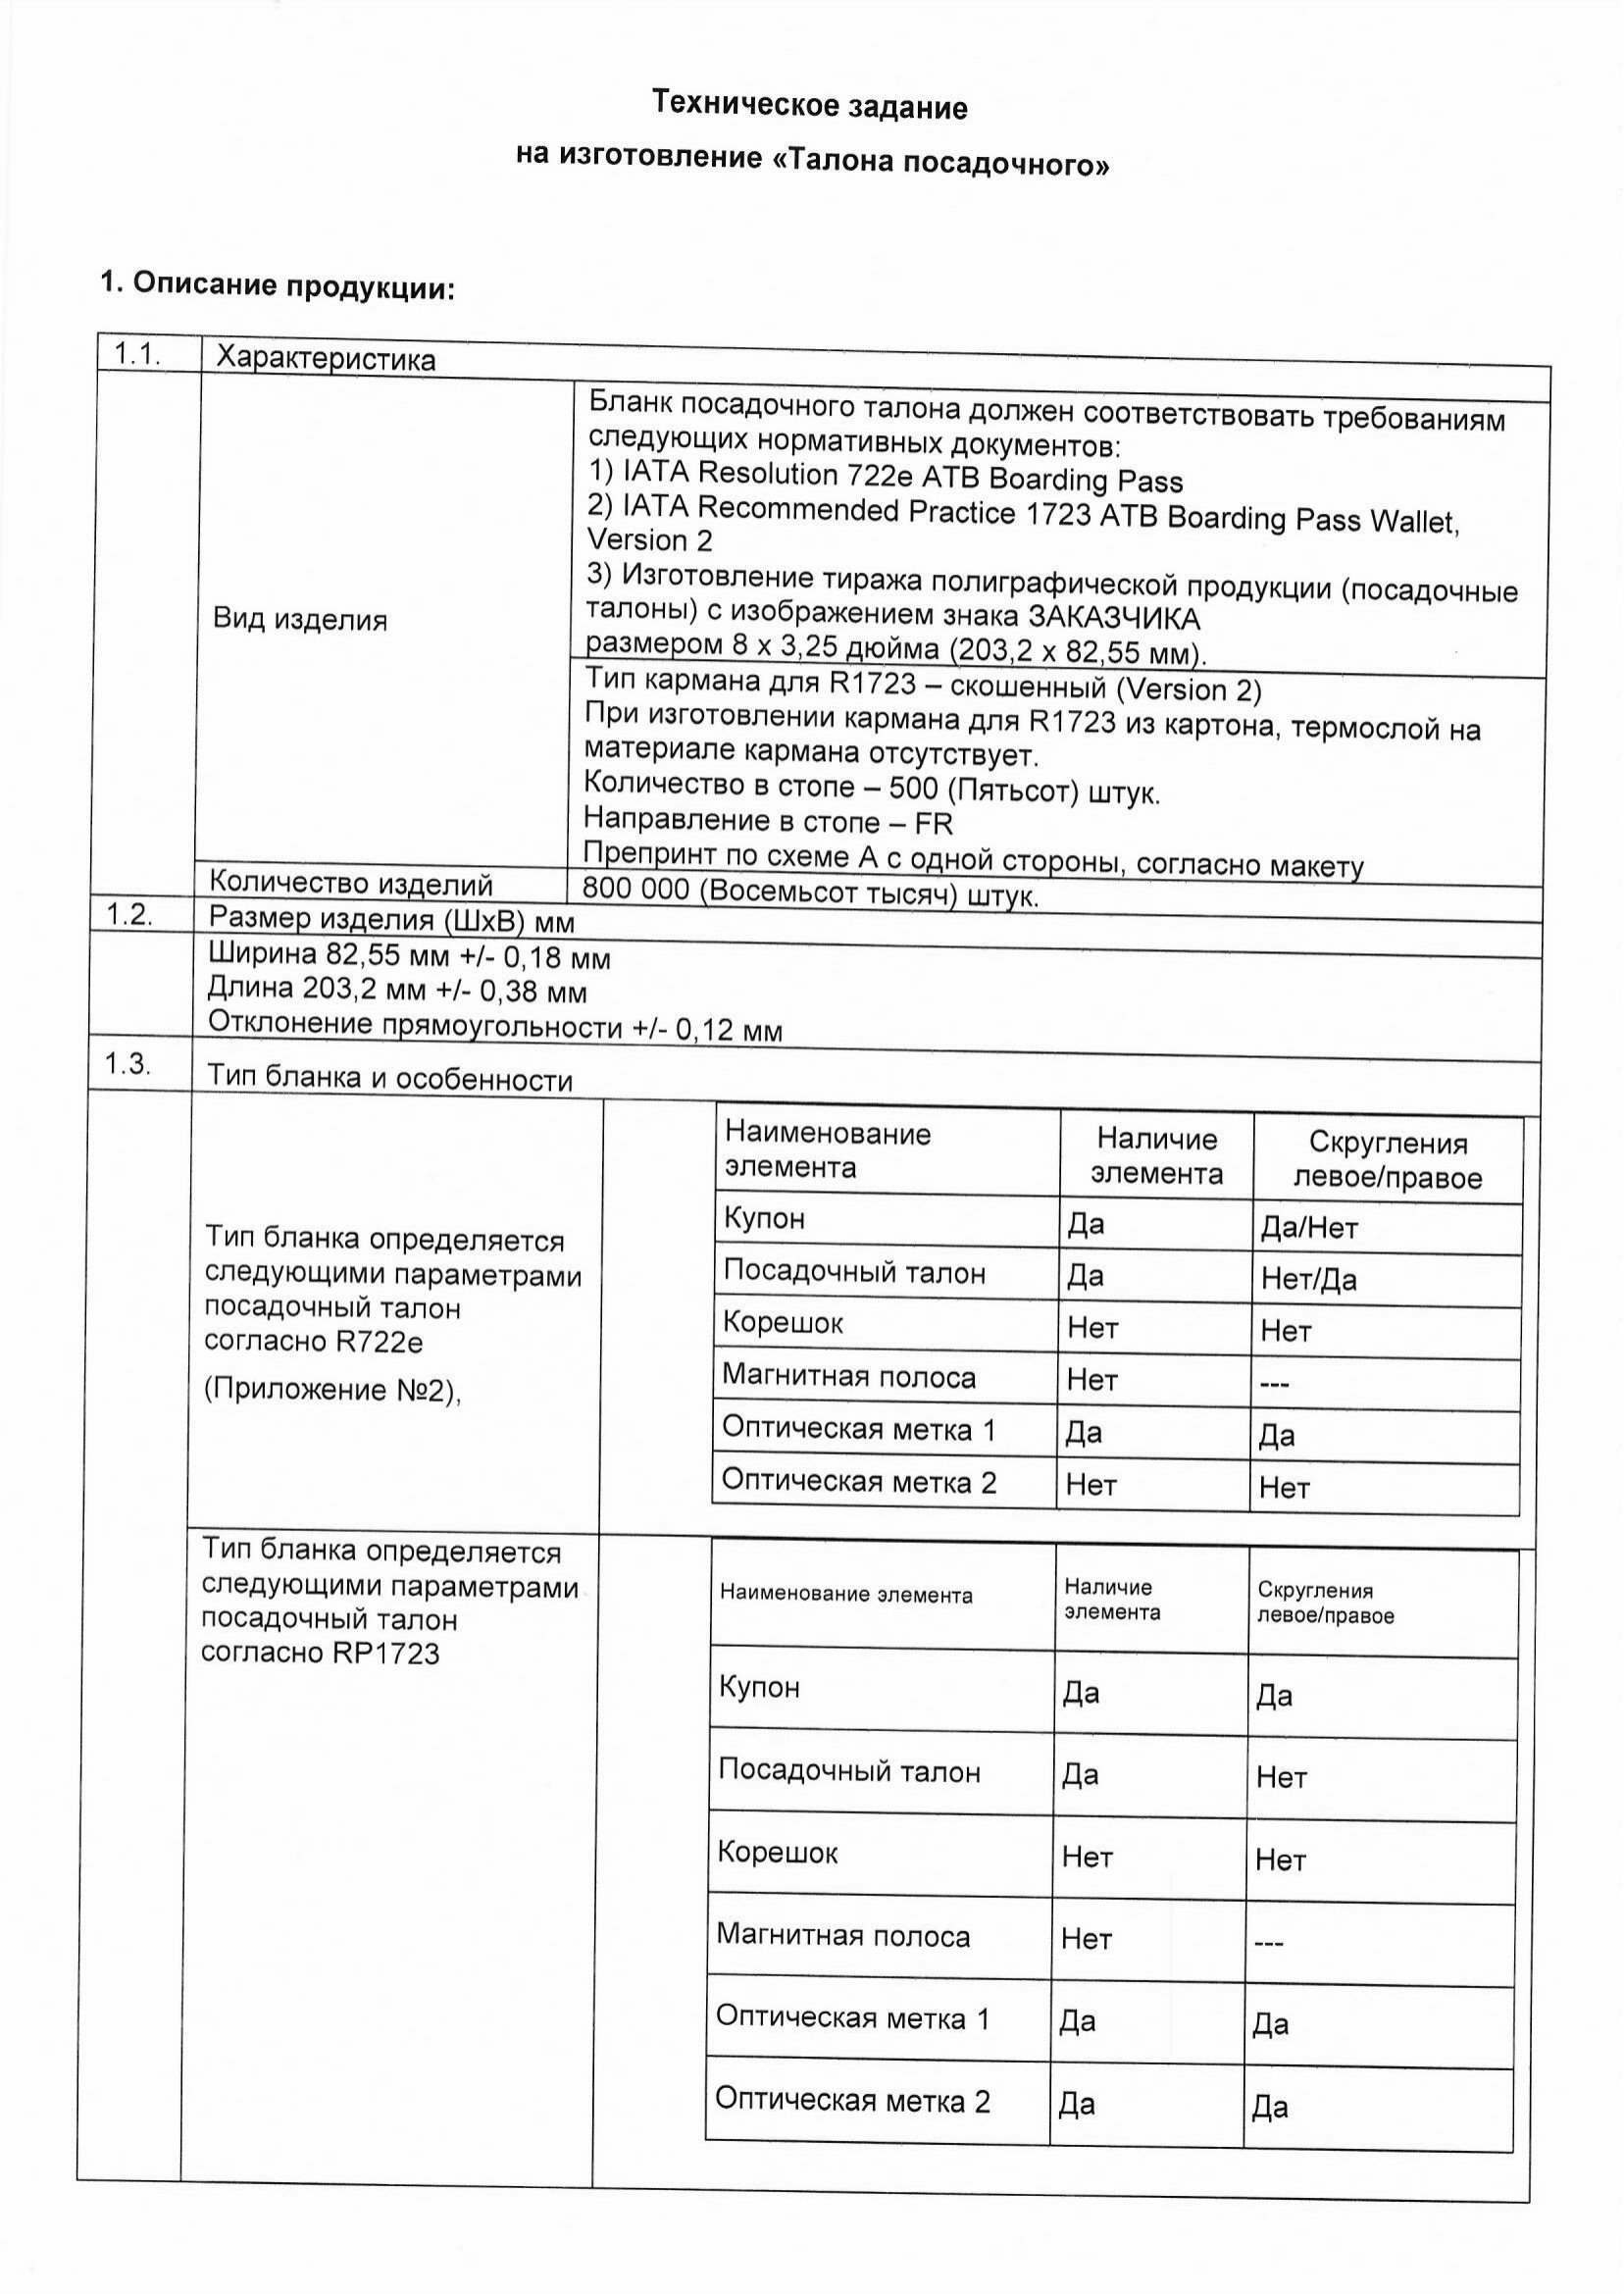 Техническое задание
на изготовление «Талона посадочного»
1. Описание продукции:
1.1.
Характеристика
Вид изделия
Бланк посадочного талона должен соответствовать требованиям
следующих нормативных документов:
1) IATA Resolution 722e ATB Boarding Pass
2) IATA Recommended Practice 1723 ATB Boarding Pass Wallet,
Version 2
3) Изготовление тиража полиграфической продукции (посадочные
талоны) с изображением знака ЗАКАЗЧИКА
размером 8 х 3,25 дюйма (203,2 х 82,55 мм).
Тип кармана для R1723 – скошенный (Version 2)
При изготовлении кармана для R1723 из картона, термослой на
материале кармана отсутствует.
Количество в стопе – 500 (Пятьсот) штук.
Направление в стопе – FR
Препринт по схеме А с одной стороны, согласно макету
Количество изделий
800 000 (Восемьсот тысяч) штук.
1.2.
Размер изделия (ШхВ) мм
Ширина 82,55 мм +/- 0,18 мм
Длина 203,2 мм +/- 0,38 мм
Отклонение прямоугольности +/- 0,12 мм
1.3.
Тип бланка и особенности
Тип бланка определяется
следующими параметрами
посадочный талон
согласно R722e
(Приложение №2),
Наименование
элемента
Наличие
элемента
Скругления
левое/правое
Купон
Да
Да/Нет
Посадочный талон
Да
Нет/Да
Корешок
Нет
Нет
Магнитная полоса
Нет
---
Оптическая метка 1
Да
Да
Оптическая метка 2
Нет
Нет
Тип бланка определяется
следующими параметрами
посадочный талон
согласно RP1723
Наименование элемента
Наличие
элемента
Скругления
левое/правое
Купон
Да
Да
Посадочный талон
Да
Нет
Корешок
Нет
Нет
Магнитная полоса
Нет
---
Оптическая метка 1
Да
Да
Оптическая метка 2
Да
Да